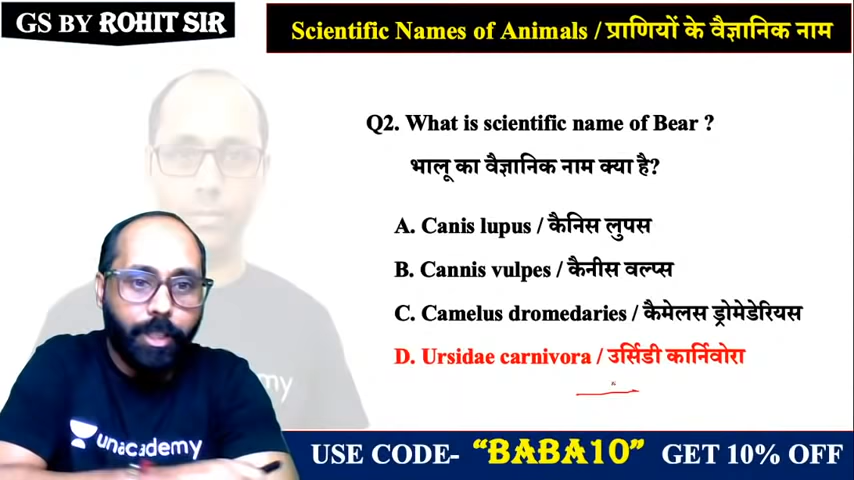 GS BY ROHIT SIR
Scientific Names of Animals / प्राणियों के वैज्ञानिक नाम
Q2. What is scientific name of Bear ?
भालू का वैज्ञानिक नाम क्या है?
A. Canis lupus / कैनिस लुपस
B. Cannis vulpes / कैनीस वल्प्स
C. Camelus dromedaries / कैमेलस ड्रोमेडेरियस
D. Ursidae carnivora / उर्सिडी कार्निवोरा
my
unacademy
USE CODE- “BABA10” GET 10% OFF